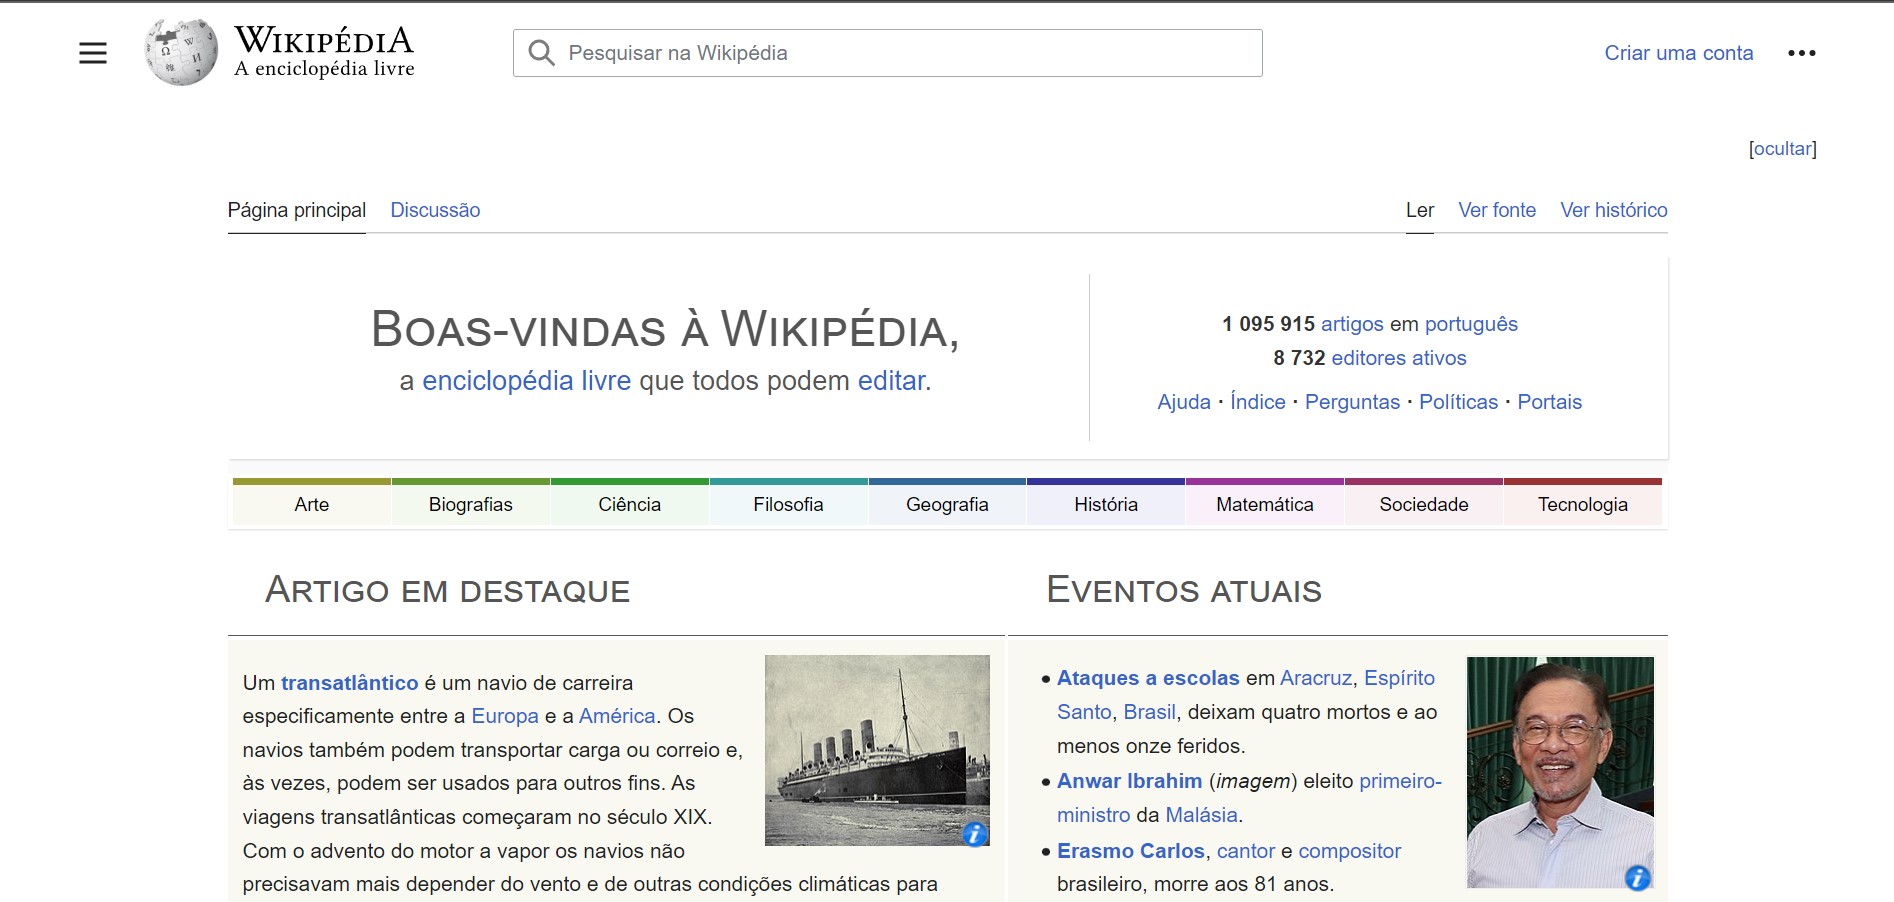 WIKIPÉDIA
A enciclopédia livre
Pesquisar na Wikipédia
Criar uma conta
[ocultar]
Página principal Discussão
Ler Ver fonte Ver histórico
BOAS-VINDAS À WIKIPÉDIA,
a enciclopédia livre que todos podem editar.
1 095 915 artigos em português
8 732 editores ativos
Ajuda · Índice · Perguntas · Políticas · Portais
Arte Biografias Ciência Filosofia Geografia História Matemática Sociedade Tecnologia
ARTIGO EM DESTAQUE
Um transatlântico é um navio de carreira
especificamente entre a Europa e a América. Os
navios também podem transportar carga ou correio e,
às vezes, podem ser usados para outros fins. As
viagens transatlânticas começaram no século XIX.
Com o advento do motor a vapor os navios não
precisavam mais depender do vento e de outras condições climáticas para
EVENTOS ATUAIS
• Ataques a escolas em Aracruz, Espírito
Santo, Brasil, deixam quatro mortos e ao
menos onze feridos.
• Anwar Ibrahim (imagem) eleito primeiro-
ministro da Malásia.
• Erasmo Carlos, cantor e compositor
brasileiro, morre aos 81 anos.